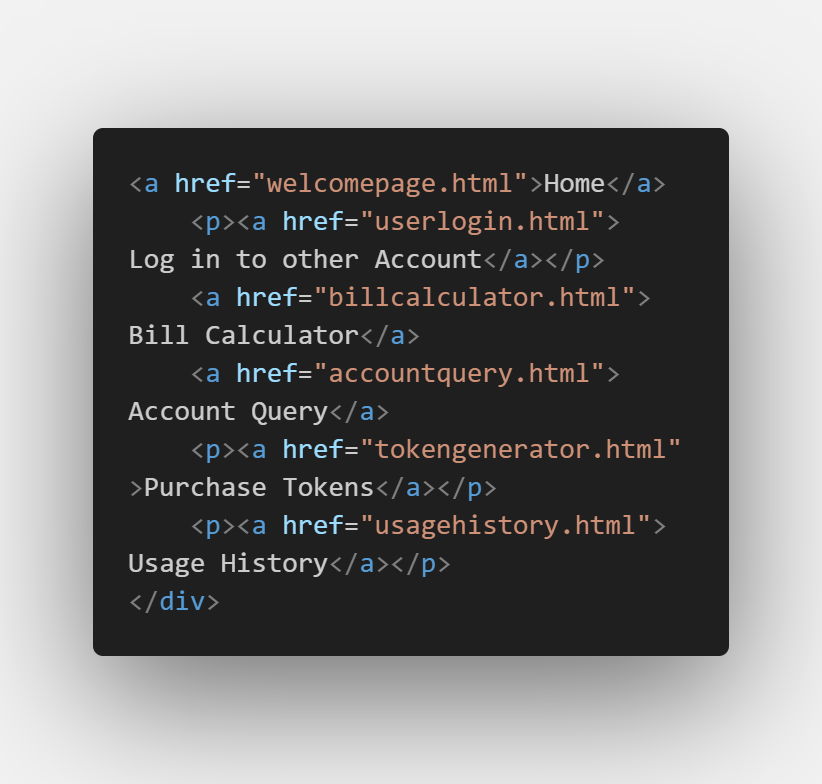 <a href="welcomepage.html">Home</a>
    <p><a href="userlogin.html">
Log in to other Account</a></p>
    <a href="billcalculator.html">
Bill Calculator</a>
    <a href="accountquery.html">
Account Query</a>
    <p><a href="tokengenerator.html"
>Purchase Tokens</a></p>
    <p><a href="usagehistory.html">
Usage History</a></p>
</div>